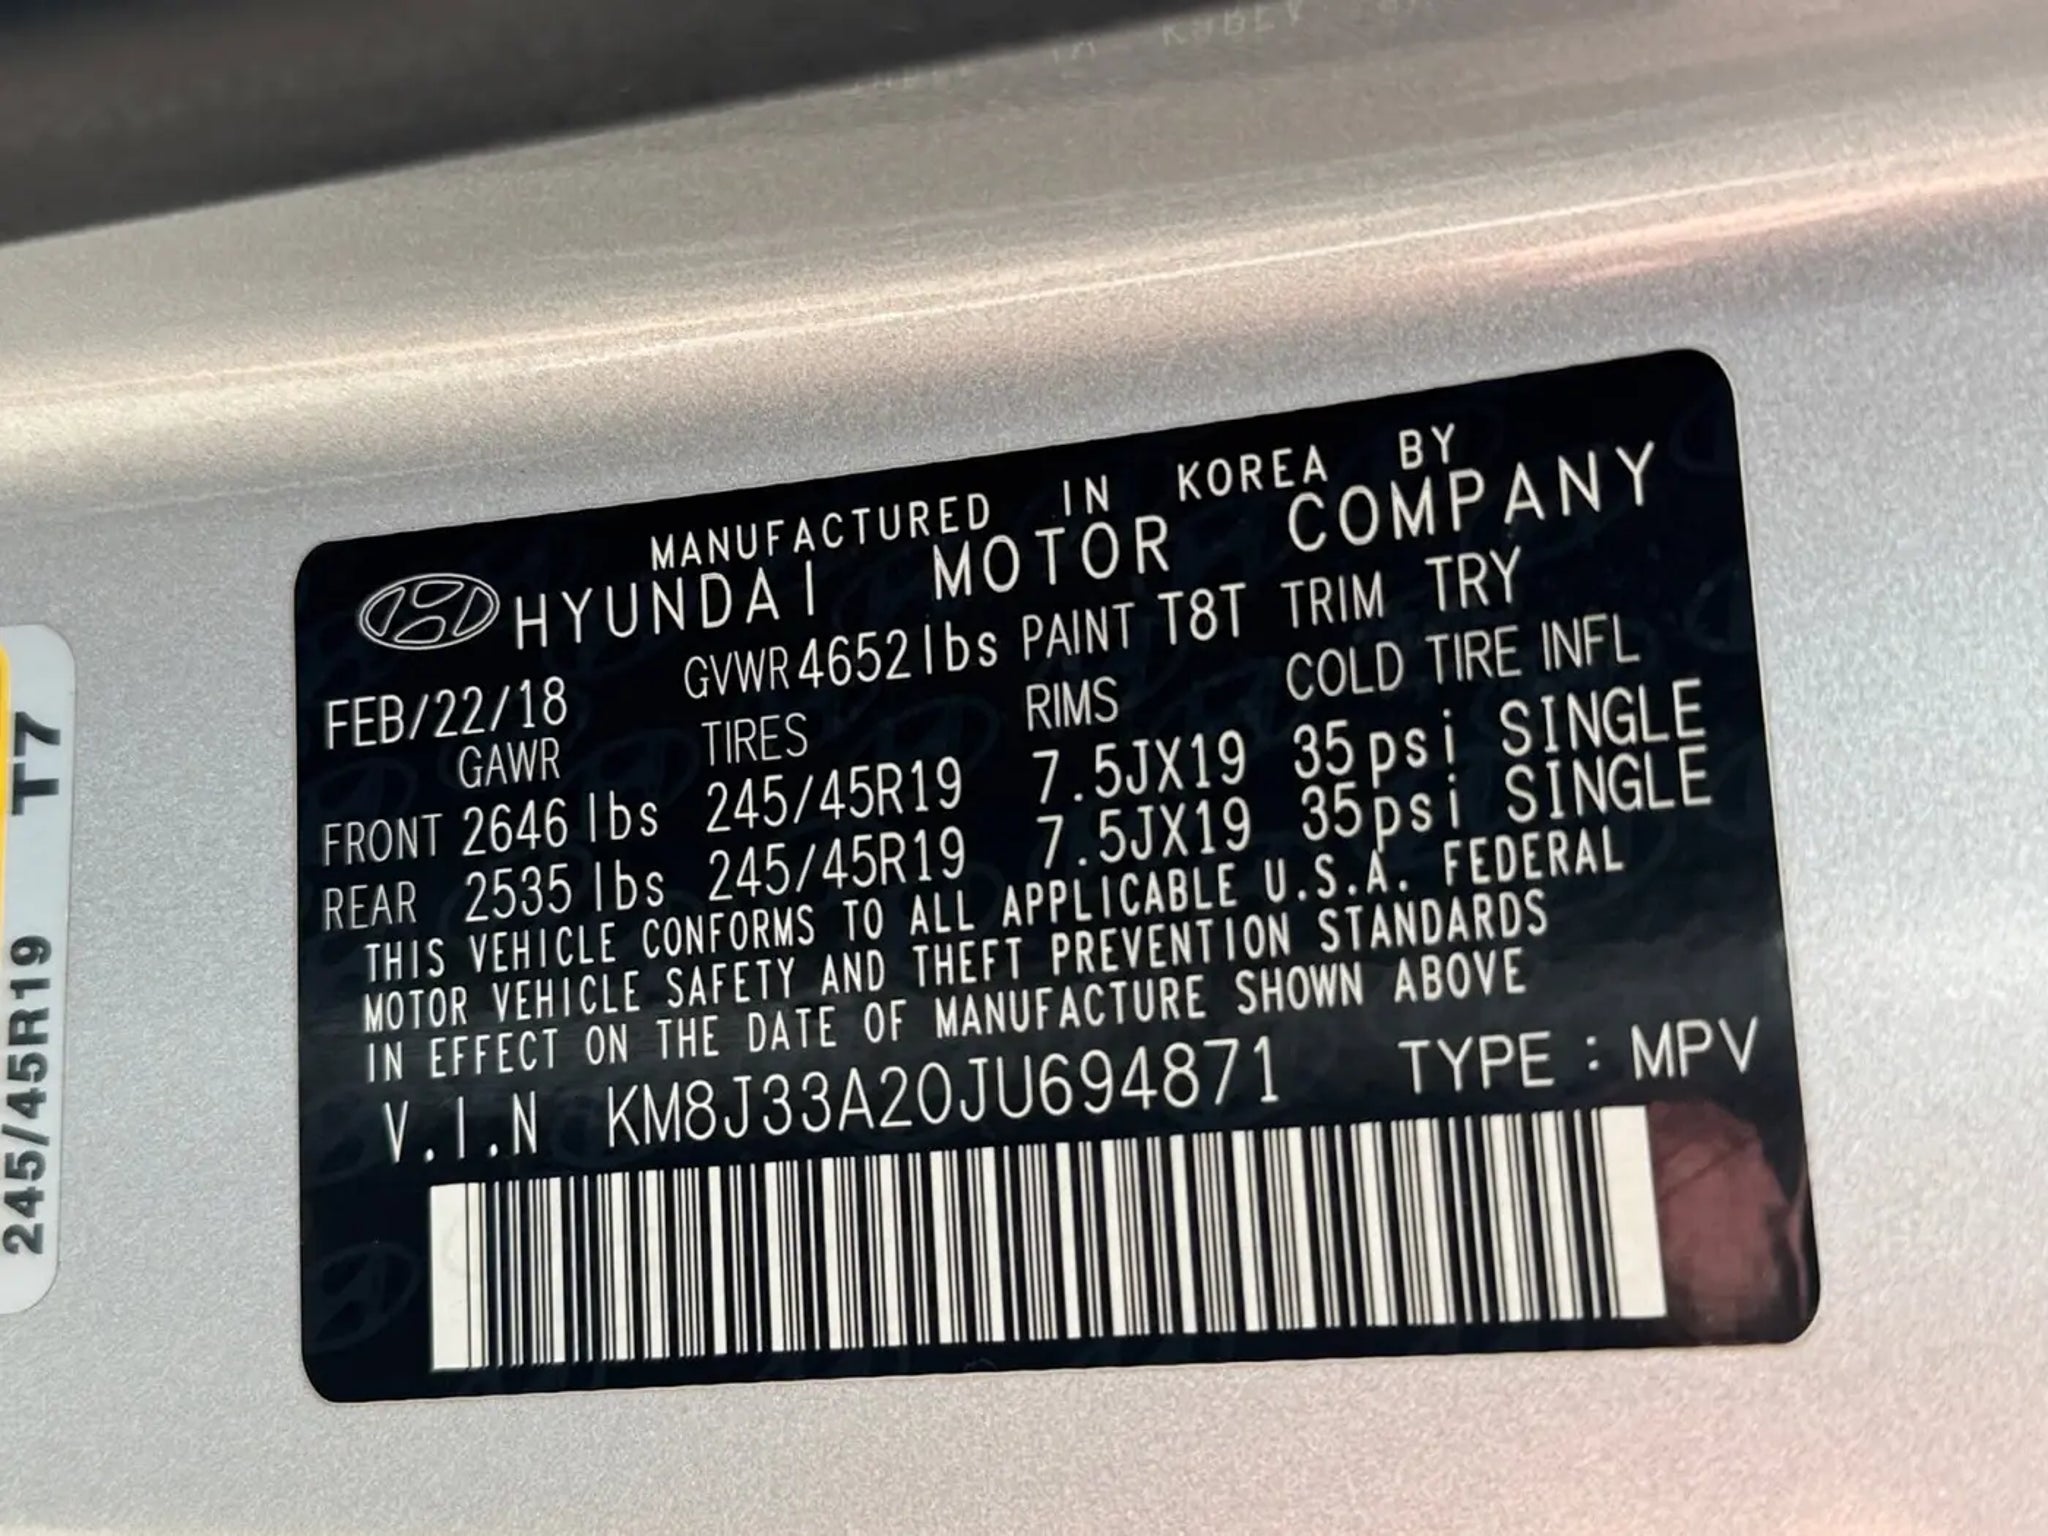 MANUFACTURED IN KOREA BY
HYUNDAI MOTOR COMPANY
FEB/22/18 GVWR 4652lbs PAINT T8T TRIM TRY
GAWR TIRES RIMS COLD TIRE INFL
FRONT 2646 lbs 245/45R19 7.5JX19 35psi SINGLE
REAR 2535 lbs 245/45R19 7.5JX19 35psi SINGLE
THIS VEHICLE CONFORMS TO ALL APPLICABLE U.S.A. FEDERAL
MOTOR VEHICLE SAFETY AND THEFT PREVENTION STANDARDS
IN EFFECT ON THE DATE OF MANUFACTURE SHOWN ABOVE
V.I.N KM8J33A20JU694871 TYPE : MPV
245/45R19 T7